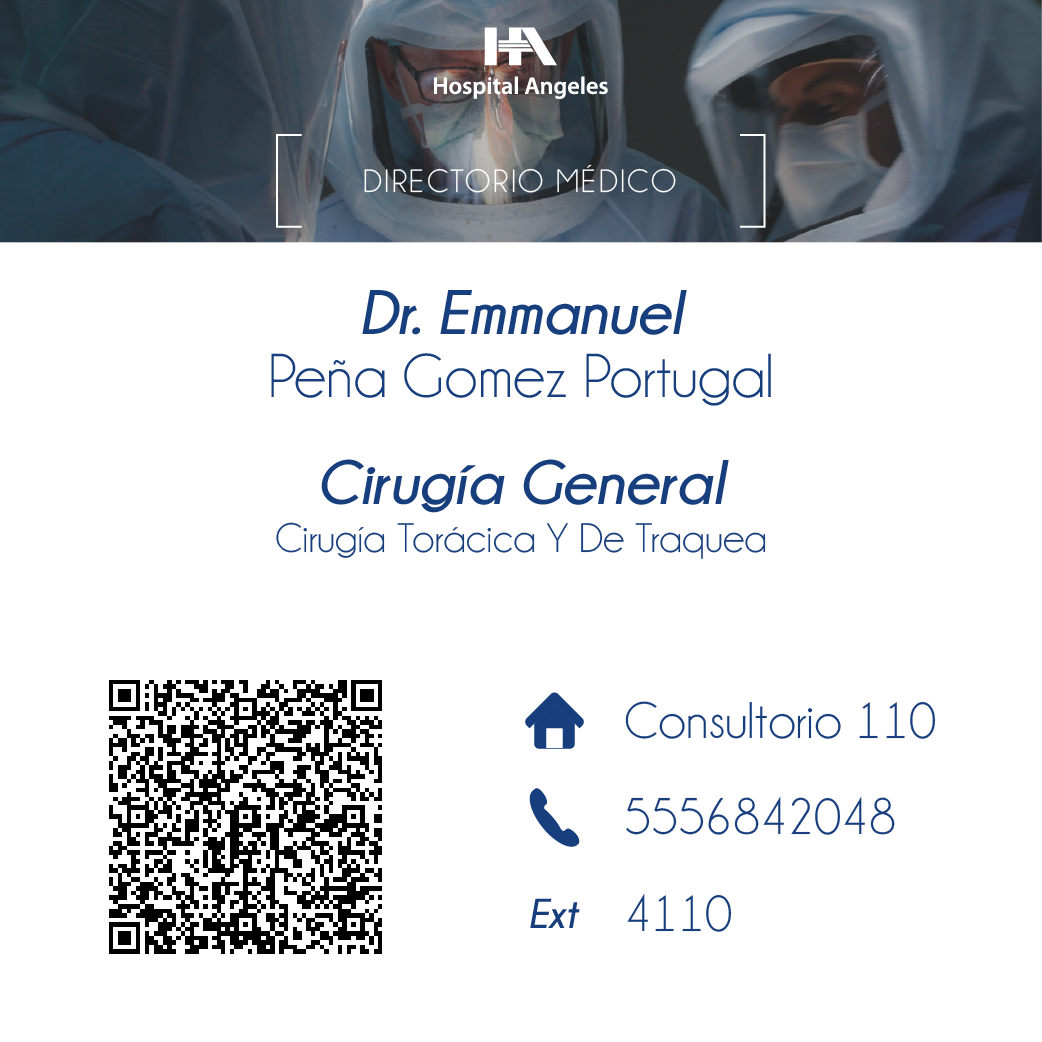 HA
Hospital Angeles
DIRECTORIO MÉDICO
Dr. Emmanuel
Peña Gomez Portugal
Cirugía General
Cirugía Torácica Y De Traquea
Consultorio 110
5556842048
Ext 4110